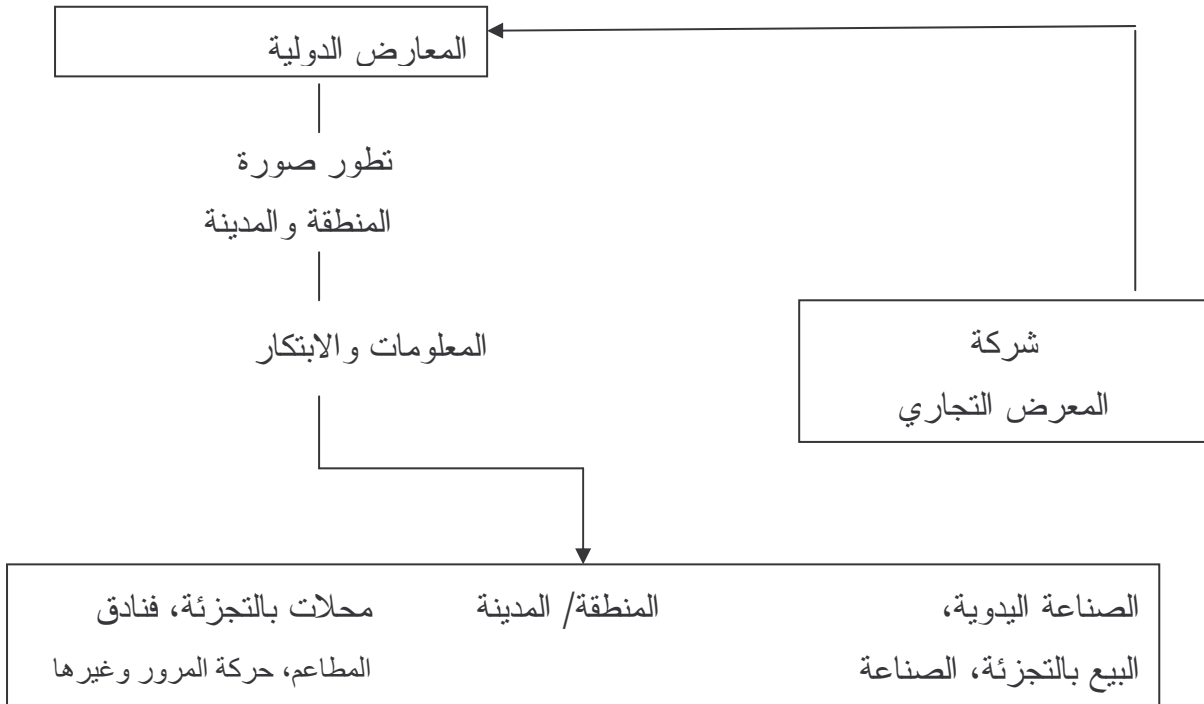 المعارض الدولية
تطور صورة
المنطقة والمدينة
المعلومات والابتكار
شركة
المعرض التجاري
الصناعة اليدوية، المنطقة/ المدينة محلات بالتجزئة، فنادق
البيع بالتجزئة، الصناعة المطاعم، حركة المرور وغيرها